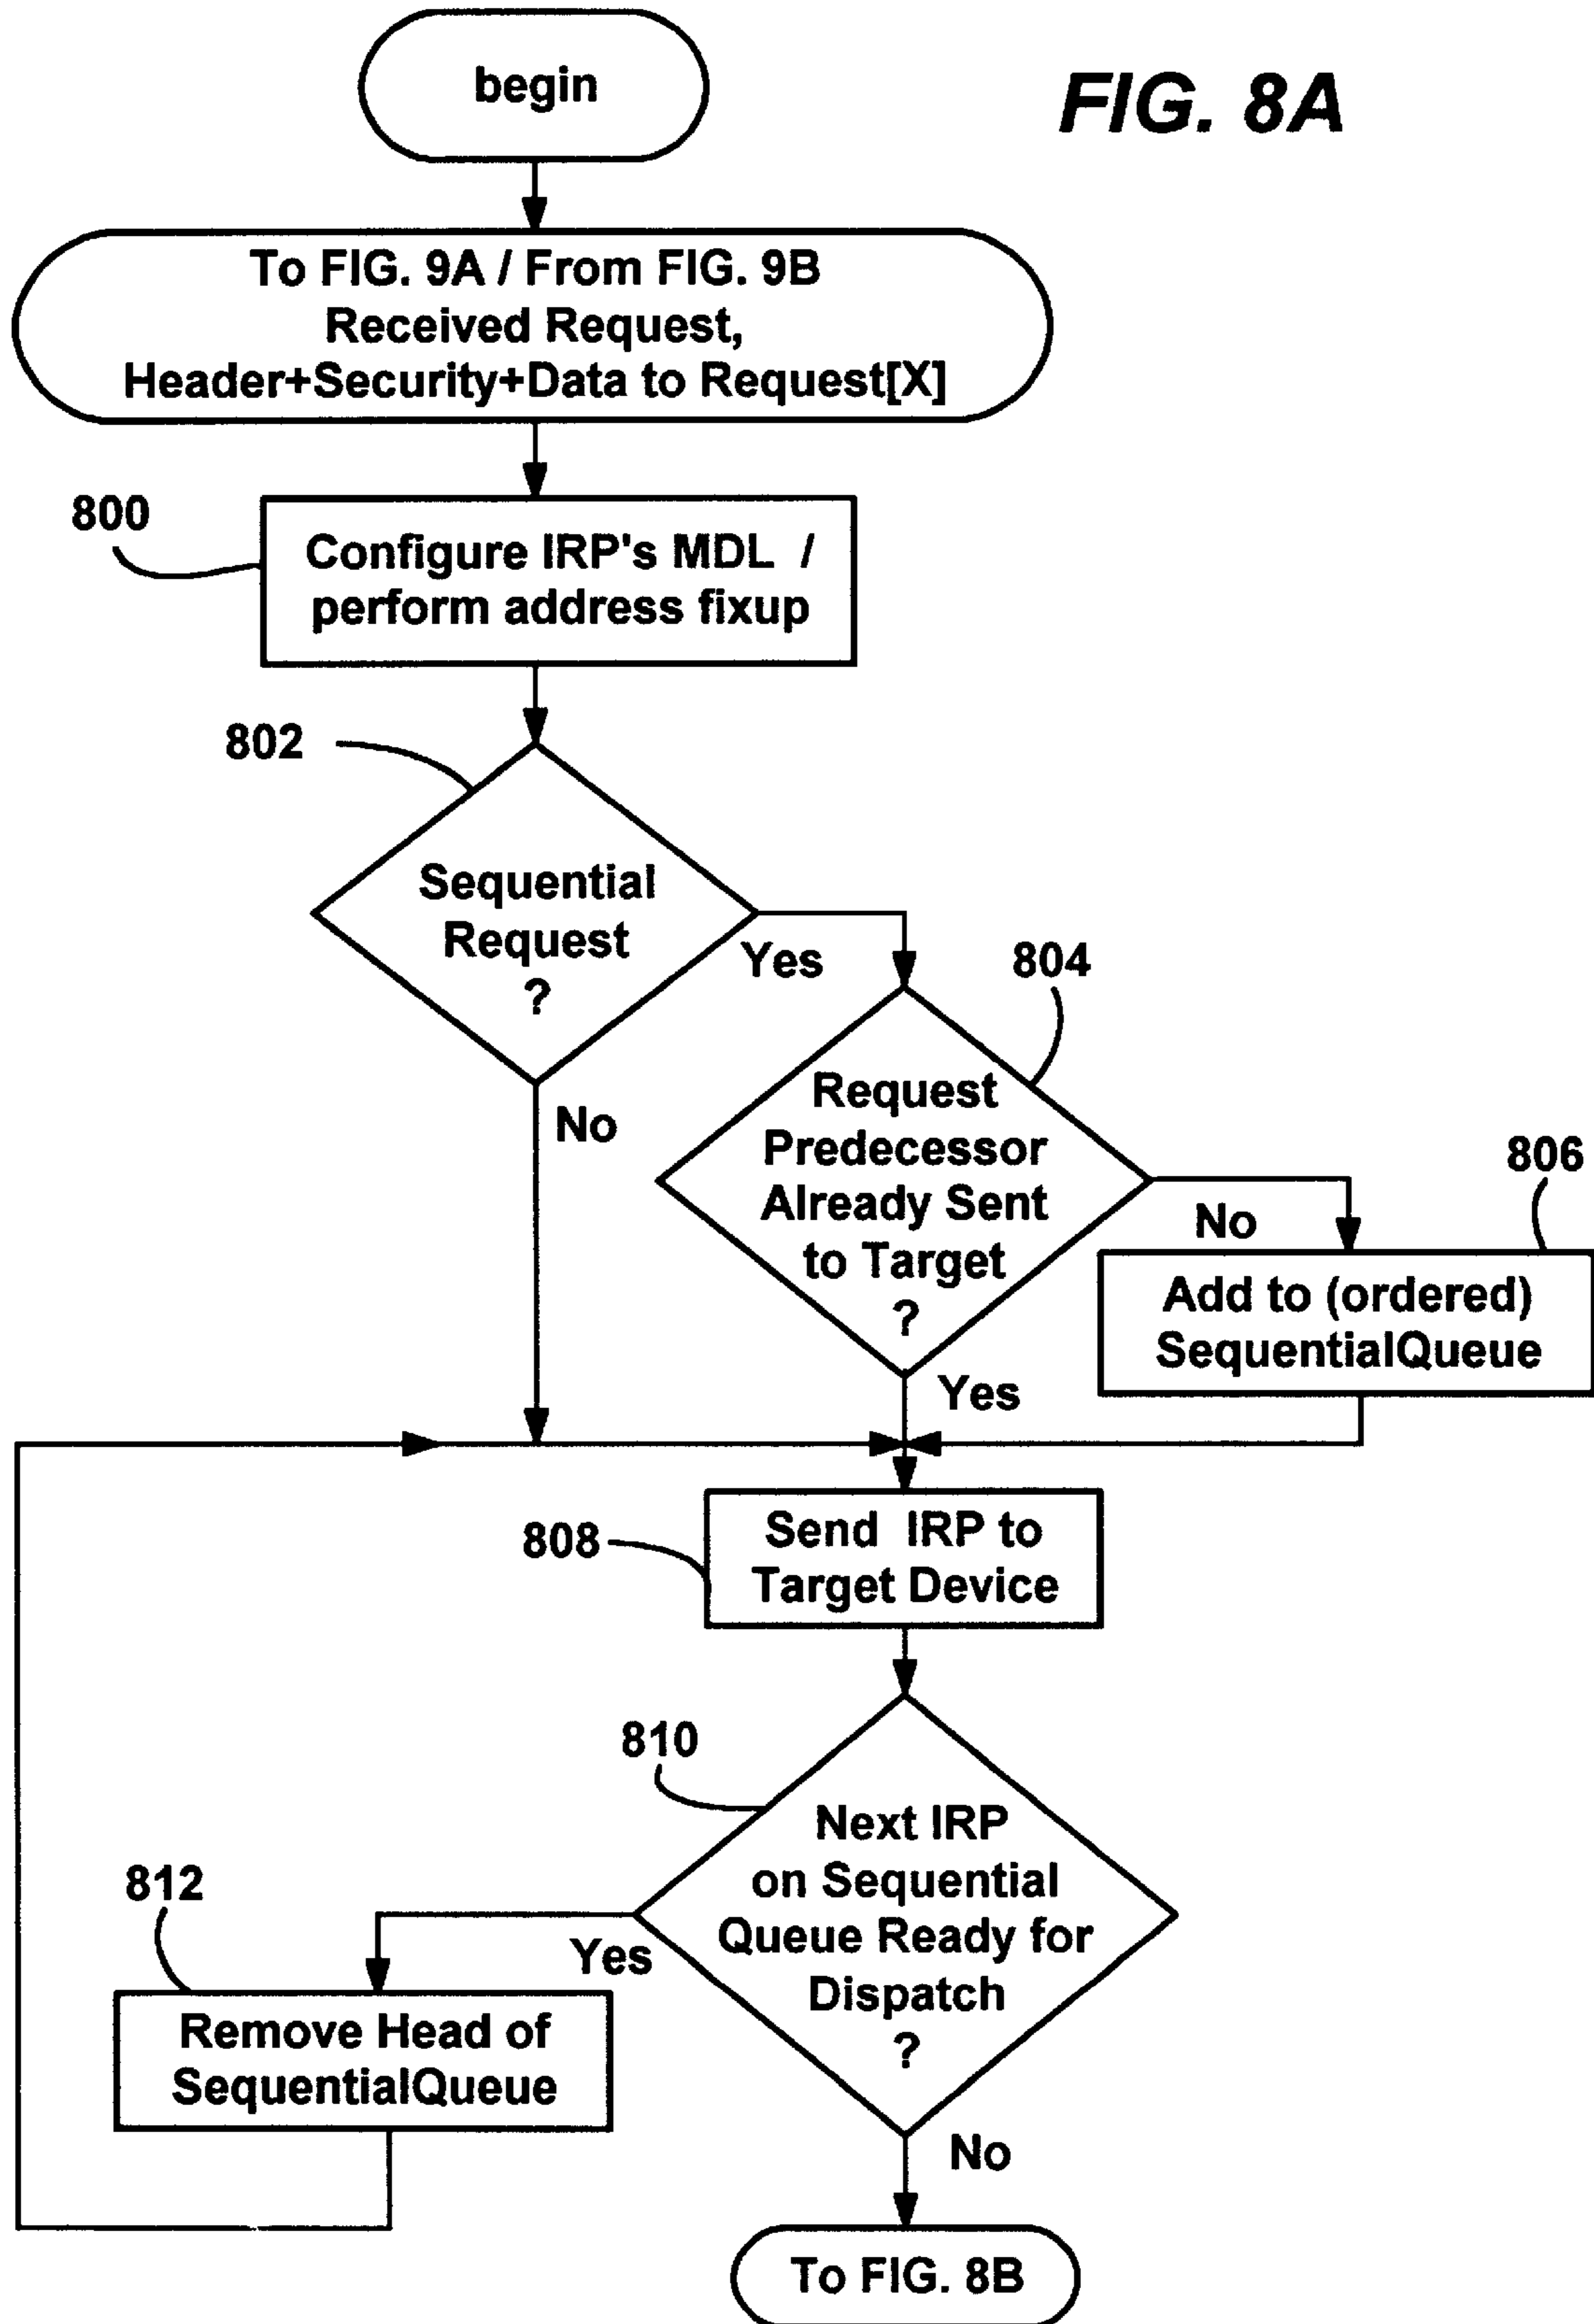 begin
FIG. 8A
To FIG. 9A / From FIG. 9B
Received Request,
Header+Security+Data to Request[X]
800
Configure IRP's MDL /
perform address fixup
802
Sequential
Request
?
Yes
No
804
Request
Predecessor
Already Sent
to Target
?
No
Yes
806
Add to (ordered)
SequentialQueue
808
Send IRP to
Target Device
810
Next IRP
on Sequential
Queue Ready for
Dispatch
?
Yes
812
Remove Head of
SequentialQueue
No
To FIG. 8B